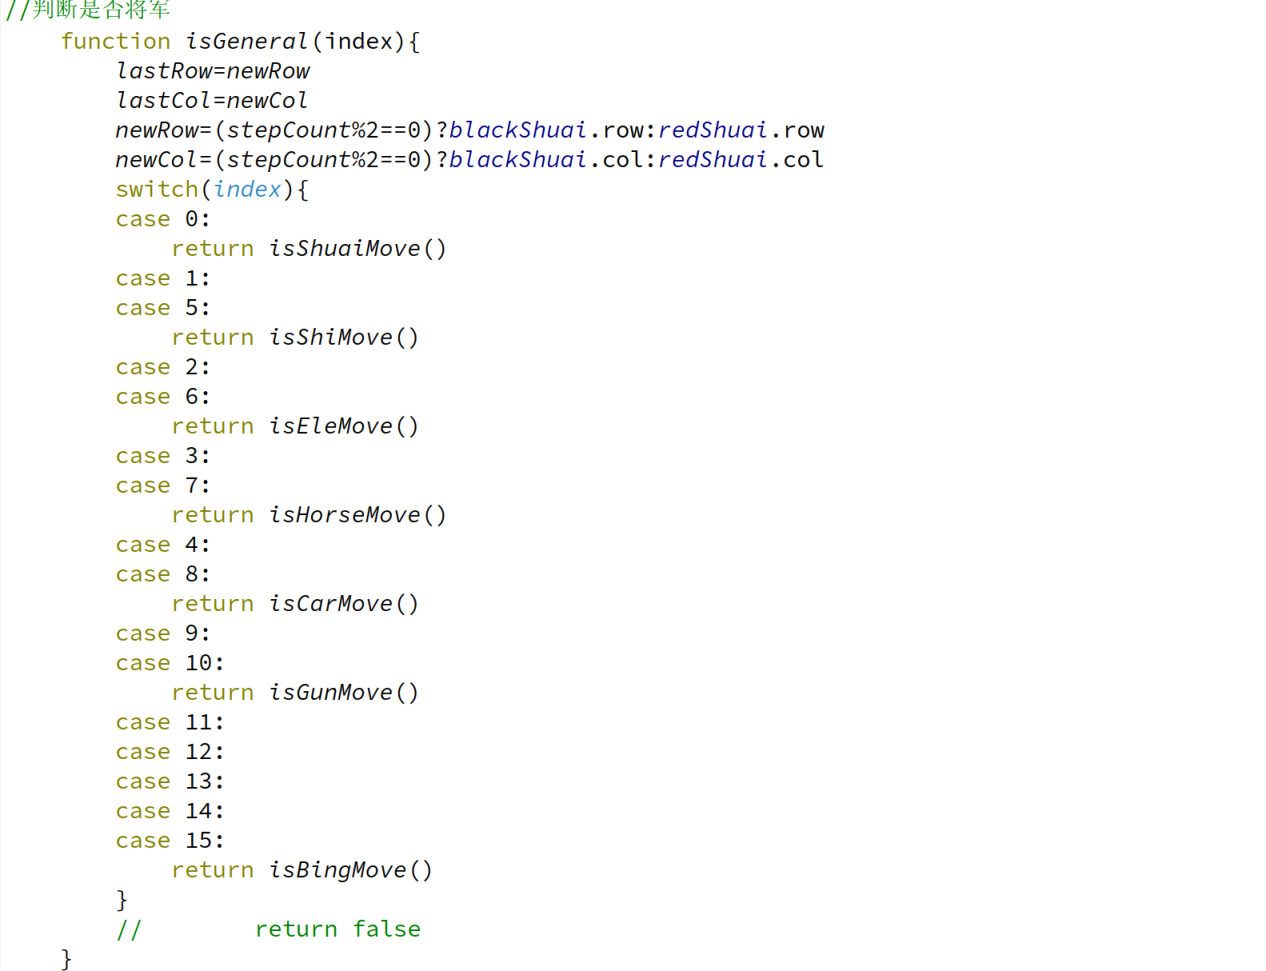 //判断是否将军
function isGeneral(index){
lastRow=newRow
lastCol=newCol
newRow=(stepCount%2==0)?blackShuai.row:redShuai.row
newCol=(stepCount%2==0)?blackShuai.col:redShuai.col
switch(index){
case 0:
return isShuaiMove()
case 1:
case 5:
return isShiMove()
case 2:
case 6:
return isEleMove()
case 3:
case 7:
return isHorseMove()
case 4:
case 8:
return isCarMove()
case 9:
case 10:
return isGunMove()
case 11:
case 12:
case 13:
case 14:
case 15:
return isBingMove()
}
// return false
}